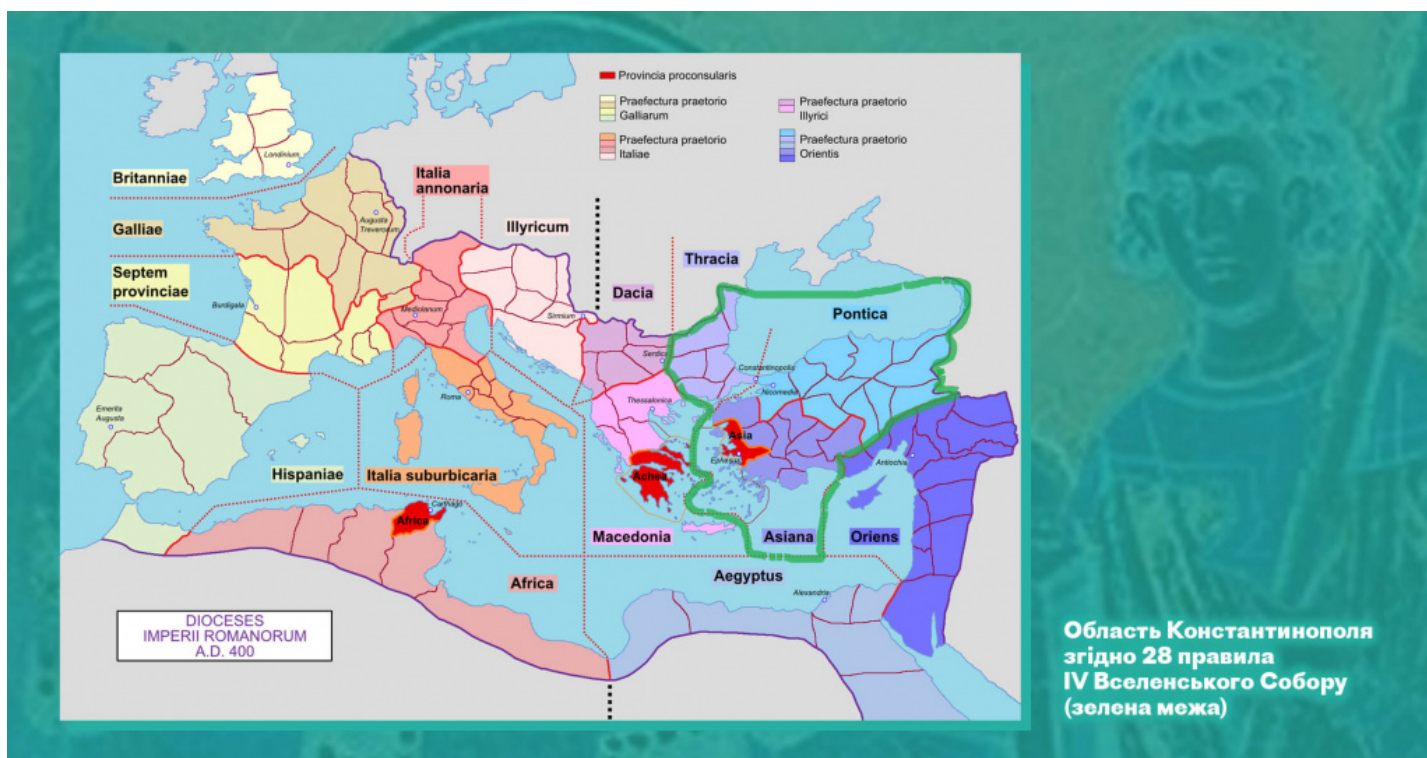 Provincia proconsularis
Praefectura praetorio
Galliarum
Praefectura praetorio
Italiae
Praefectura praetorio
Illyrici
Praefectura praetorio
Orientis
Britanniae
Londinium
Galliae
Augusta
Treverorum
Septem
provinciae
Burdigala
Italia
annonaria
Mediolanum
Illyricum
Sirmium
Dacia
Serdica
Thracia
Pontica
Constantinopolis
Nicomedia
Thessalonica
Roma
Emerita
Augusta
Hispaniae
Italia suburbicaria
Asia
Ephesus
Achea
Antiochia
Carthago
Africa
Macedonia
Asiana
Oriens
Africa
Aegyptus
Alexandria
DIOCESES
IMPERII ROMANORUM
A.D. 400
Область Константинополя
згідно 28 правила
IV Вселенського Собору
(зелена межа)